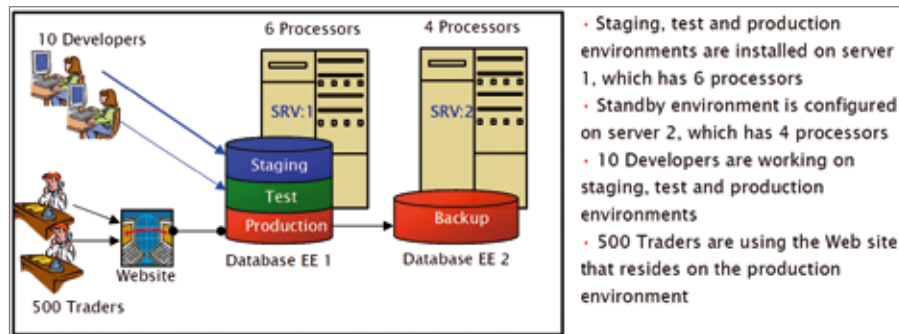 10 Developers
6 Processors
4 Processors
SRV:1
SRV:2
Staging
Test
Production
Backup
Website
Database EE 1
Database EE 2
500 Traders
· Staging, test and production
environments are installed on server
1, which has 6 processors
· Standby environment is configured
on server 2, which has 4 processors
· 10 Developers are working on
staging, test and production
environments
· 500 Traders are using the Web site
that resides on the production
environment